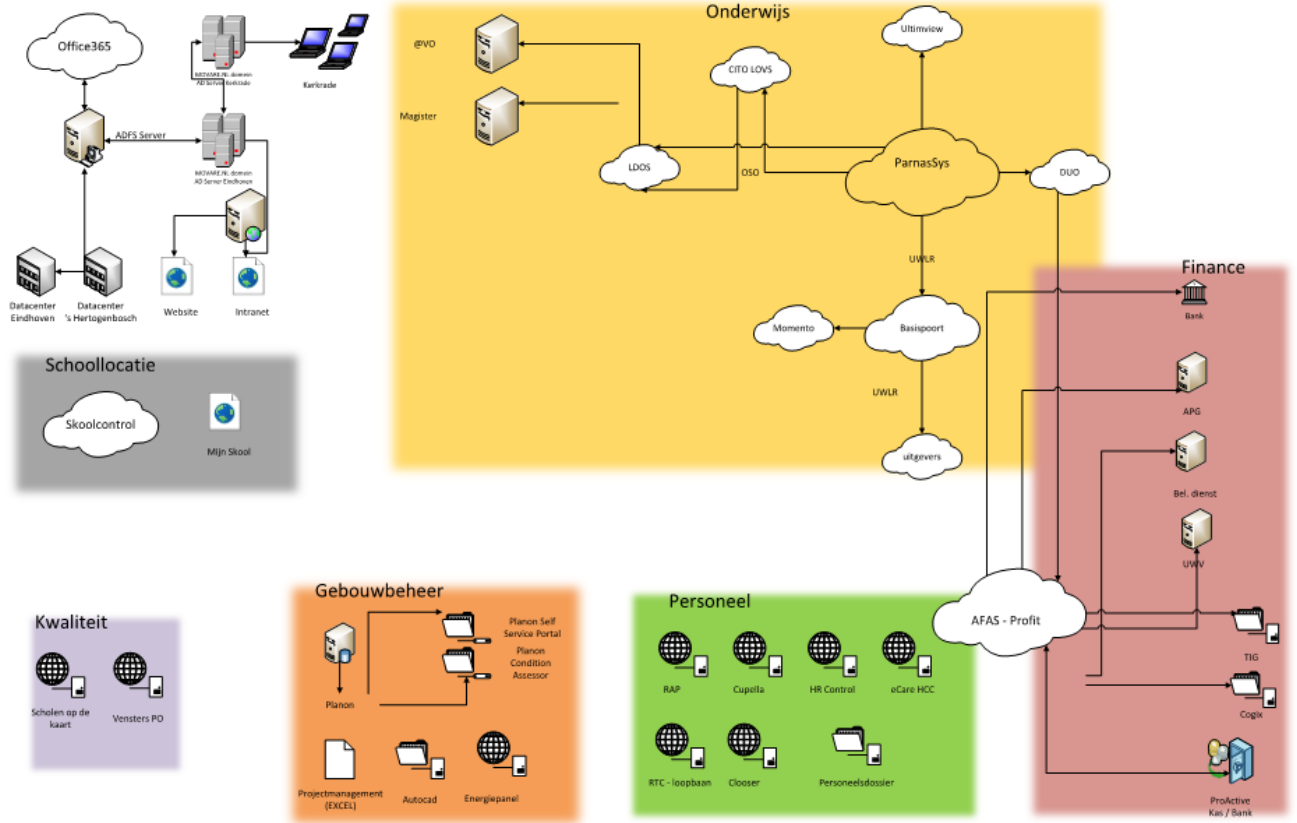 Office365
MOVARE.NL domein
AD Server Kerkrade
Kerkrade
ADFS Server
MOVARE.NL domein
AD Server Eindhoven
Datacenter
Eindhoven
Datacenter
's Hertogenbosch
Website
Intranet
Onderwijs
@VO
Magister
CITO LOVS
Ultimview
LDOS
OSO
ParnasSys
DUO
UWLR
Momento
Basispoort
UWLR
uitgevers
Schoollocatie
Skoolcontrol
Mijn Skool
Finance
Bank
APG
Bel. dienst
UWV
AFAS - Profit
TIG
Cogix
ProActive
Kas / Bank
Kwaliteit
Scholen op de
kaart
Vensters PO
Gebouwbeheer
Planon Self
Service Portal
Planon
Condition
Assessor
Planon
Projectmanagement
(EXCEL)
Autocad
Energiepanel
Personeel
RAP
Cupella
HR Control
eCare HCC
RTC - loopbaan
Clooser
Personeelsdossier